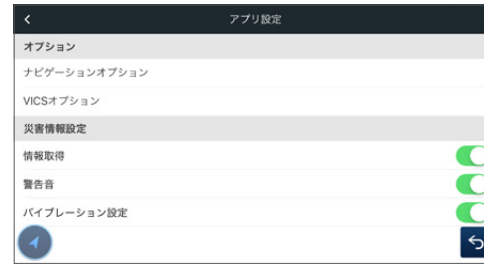 アプリ設定
オプション
ナビゲーションオプション
VICSオプション
災害情報設定
情報取得
警告音
バイブレーション設定